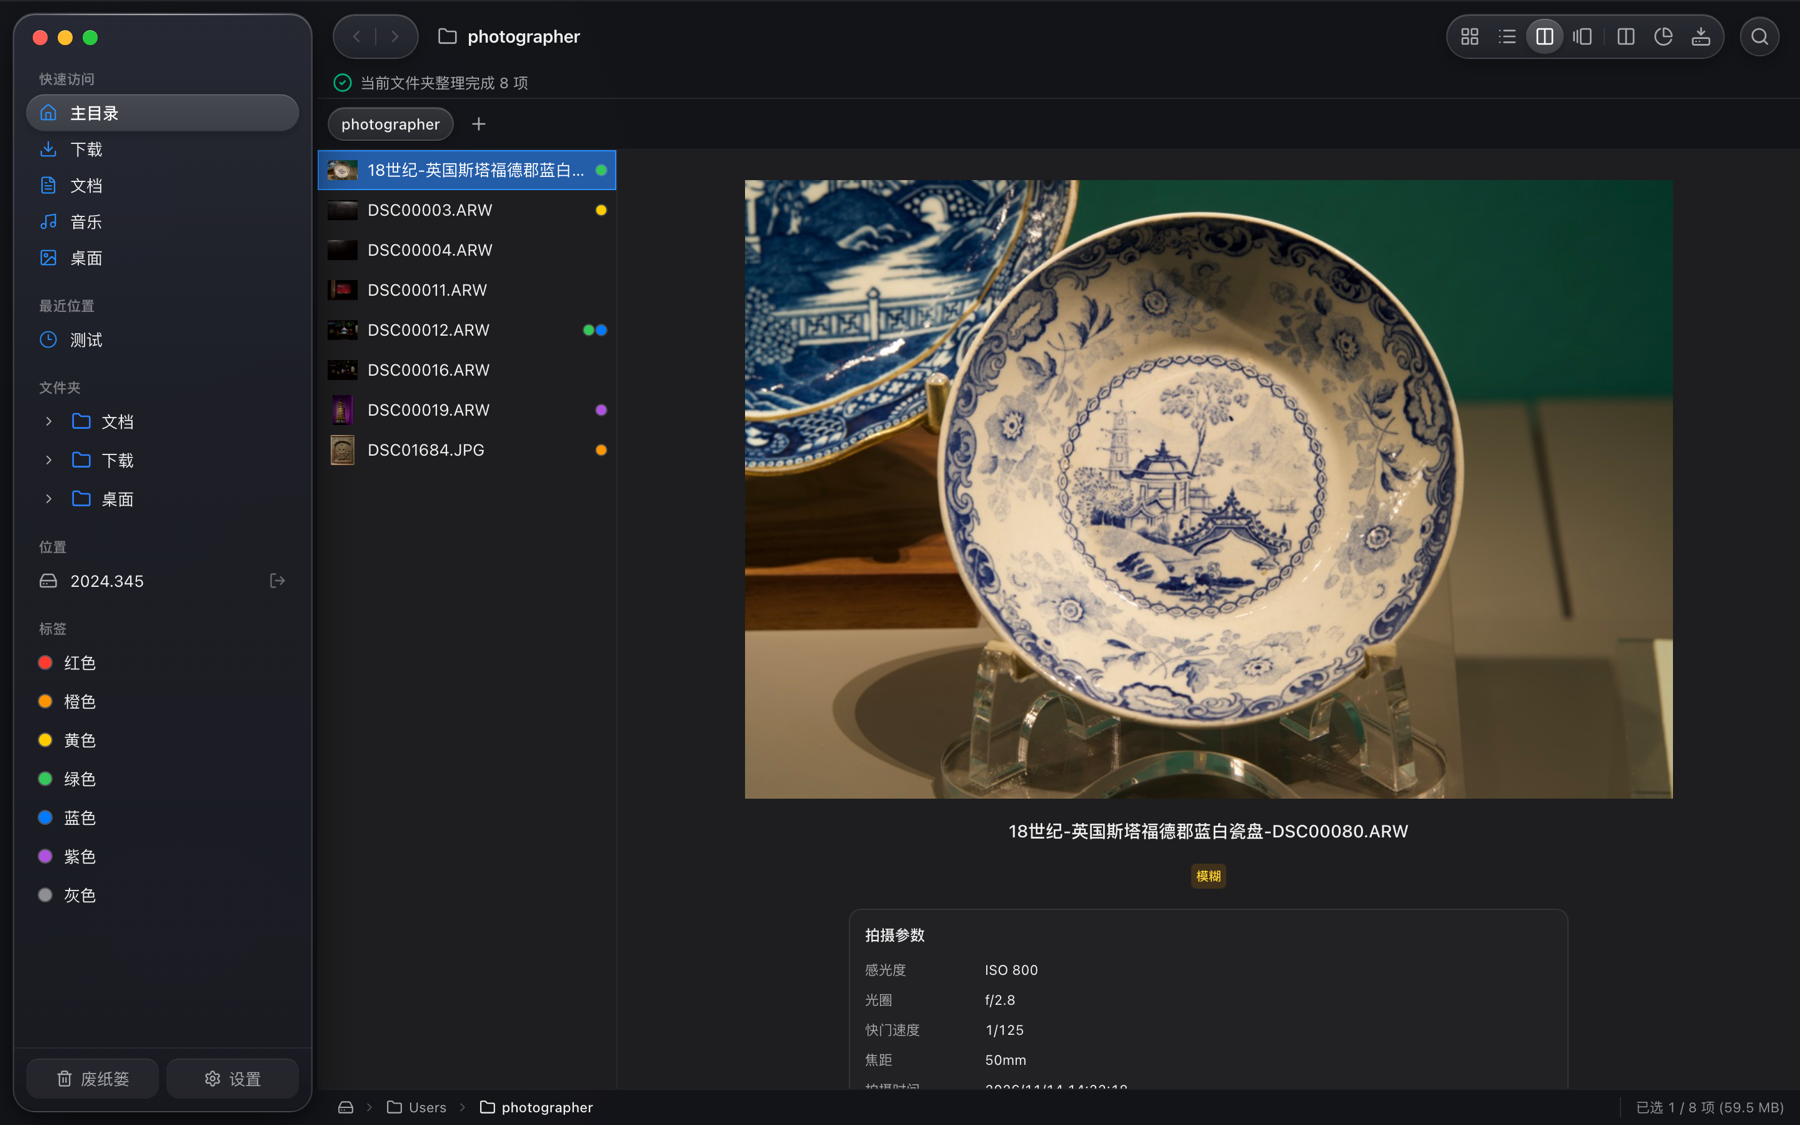 快速访问
主目录
下载
文档
音乐
桌面
最近位置
测试
文件夹
文档
下载
桌面
位置
2024.345
标签
红色
橙色
黄色
绿色
蓝色
紫色
灰色
废纸篓
设置
photographer
当前文件夹整理完成 8 项
photographer
18世纪-英国斯塔福德郡蓝白...
DSC00003.ARW
DSC00004.ARW
DSC00011.ARW
DSC00012.ARW
DSC00016.ARW
DSC00019.ARW
DSC01684.JPG
18世纪-英国斯塔福德郡蓝白瓷盘-DSC00080.ARW
模糊
拍摄参数
感光度 ISO 800
光圈 f/2.8
快门速度 1/125
焦距 50mm
拍摄时间
Users
photographer
已选 1 / 8 项 (59.5 MB)